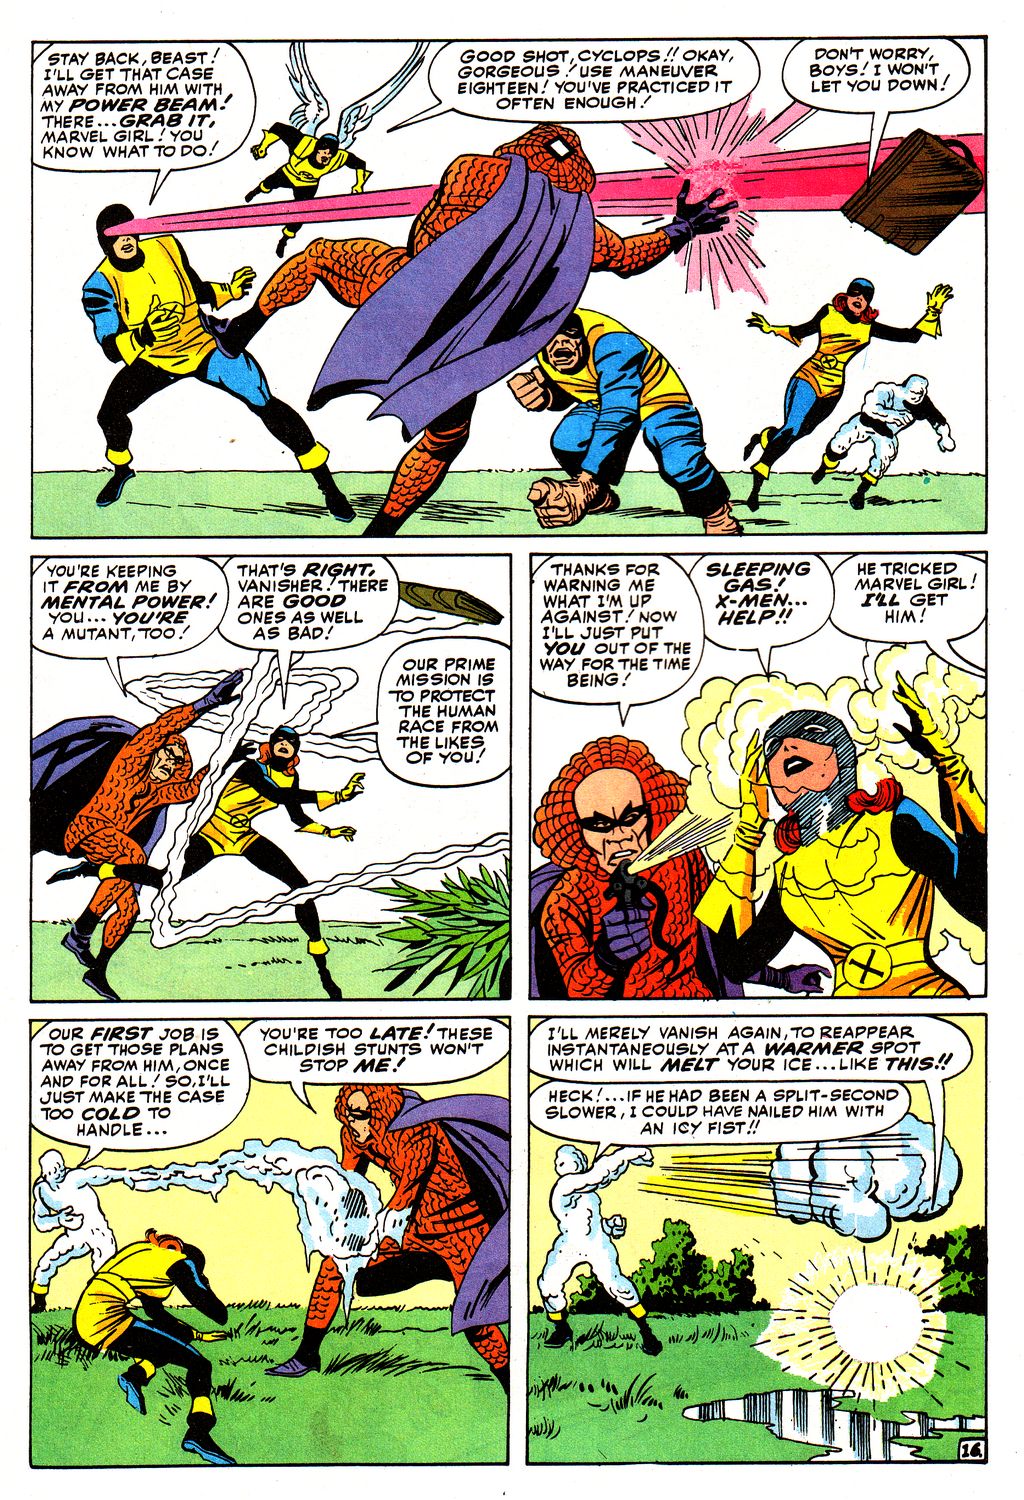 STAY BACK, BEAST!
I'LL GET THAT CASE
AWAY FROM HIM WITH
MY POWER BEAM!
THERE...GRAB IT,
MARVEL GIRL! YOU
KNOW WHAT TO DO!
GOOD SHOT, CYCLOPS!! OKAY,
GORGEOUS! USE MANEUVER
EIGHTEEN! YOU'VE PRACTICED IT
OFTEN ENOUGH!
DON'T WORRY,
BOYS! I WON'T
LET YOU DOWN!
YOU'RE KEEPING
IT FROM ME BY
MENTAL POWER!
YOU... YOU'RE
A MUTANT, TOO!
THAT'S RIGHT,
VANISHER! THERE
ARE GOOD
ONES AS WELL
AS BAD!
OUR PRIME
MISSION IS
TO PROTECT
THE HUMAN
RACE FROM
THE LIKES
OF YOU!
THANKS FOR
WARNING ME
WHAT I'M UP
AGAINST! NOW
I'LL JUST PUT
YOU OUT OF THE
WAY FOR THE TIME
BEING!
SLEEPING
GAS!
X-MEN...
HELP!!
HE TRICKED
MARVEL GIRL!
I'LL GET
HIM!
OUR FIRST JOB IS
TO GET THOSE PLANS
AWAY FROM HIM, ONCE
AND FOR ALL! SO, I'LL
JUST MAKE THE CASE
TOO COLD TO
HANDLE...
YOU'RE TOO LATE! THESE
CHILDISH STUNTS WON'T
STOP ME!
I'LL MERELY VANISH AGAIN, TO REAPPEAR
INSTANTANEOUSLY AT A WARMER SPOT
WHICH WILL MELT YOUR ICE...LIKE THIS!!
HECK!...IF HE HAD BEEN A SPLIT-SECOND
SLOWER, I COULD HAVE NAILED HIM WITH
AN ICY FIST!!
16.